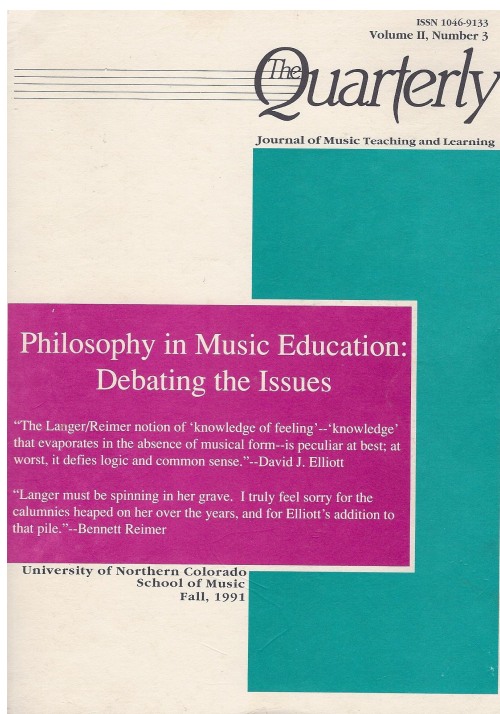 ISSN 1046-9133
Volume II, Number 3
The Quarterly
Journal of Music Teaching and Learning
Philosophy in Music Education:
Debating the Issues
“The Langer/Reimer notion of ‘knowledge of feeling’--‘knowledge’
that evaporates in the absence of musical form--is peculiar at best; at
worst, it defies logic and common sense.”--David J. Elliott
“Langer must be spinning in her grave.  I truly feel sorry for the
calumnies heaped on her over the years, and for Elliott’s addition to
that pile.”--Bennett Reimer
University of Northern Colorado
School of Music
Fall, 1991